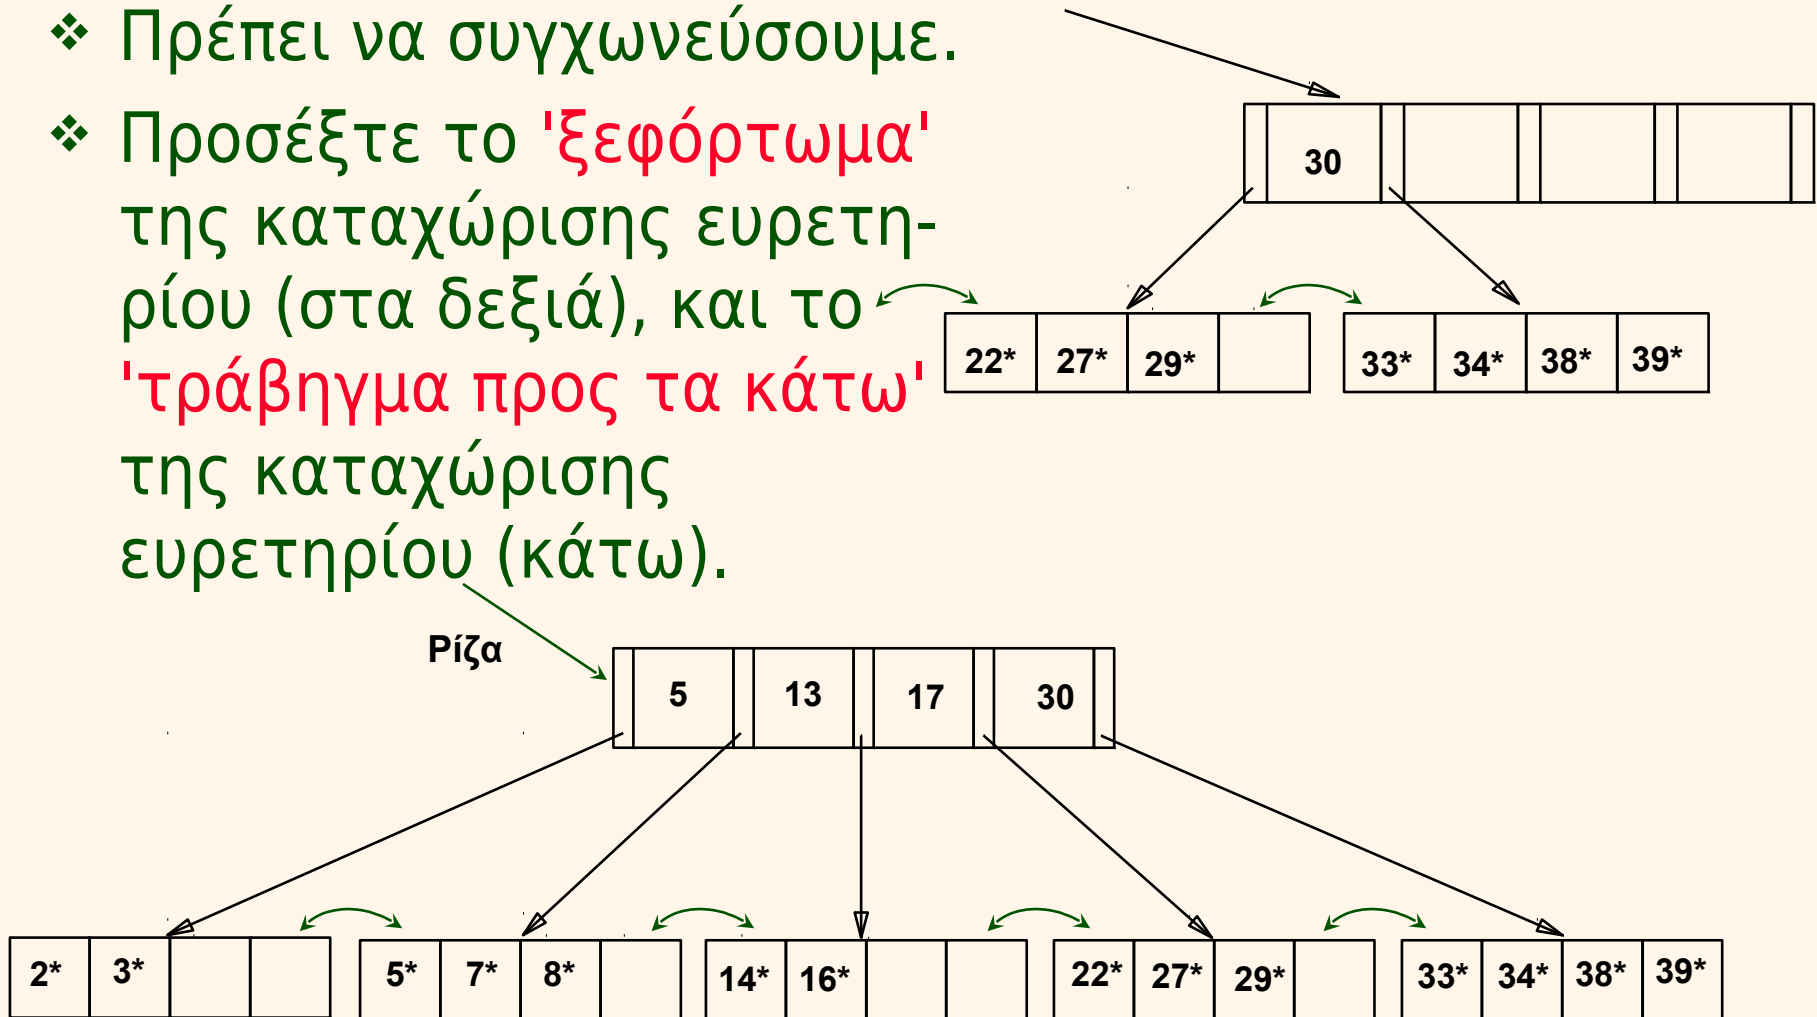 ❖ Πρέπει να συγχωνεύσουμε.
❖ Προσέξτε το 'ξεφόρτωμα'
της καταχώρισης ευρετη-
ρίου (στα δεξιά), και το
'τράβηγμα προς τα κάτω'
της καταχώρισης
ευρετηρίου (κάτω).
30
22* 27* 29* 33* 34* 38* 39*
Ρίζα
5 13 17 30
2* 3* 5* 7* 8* 14* 16* 22* 27* 29* 33* 34* 38* 39*